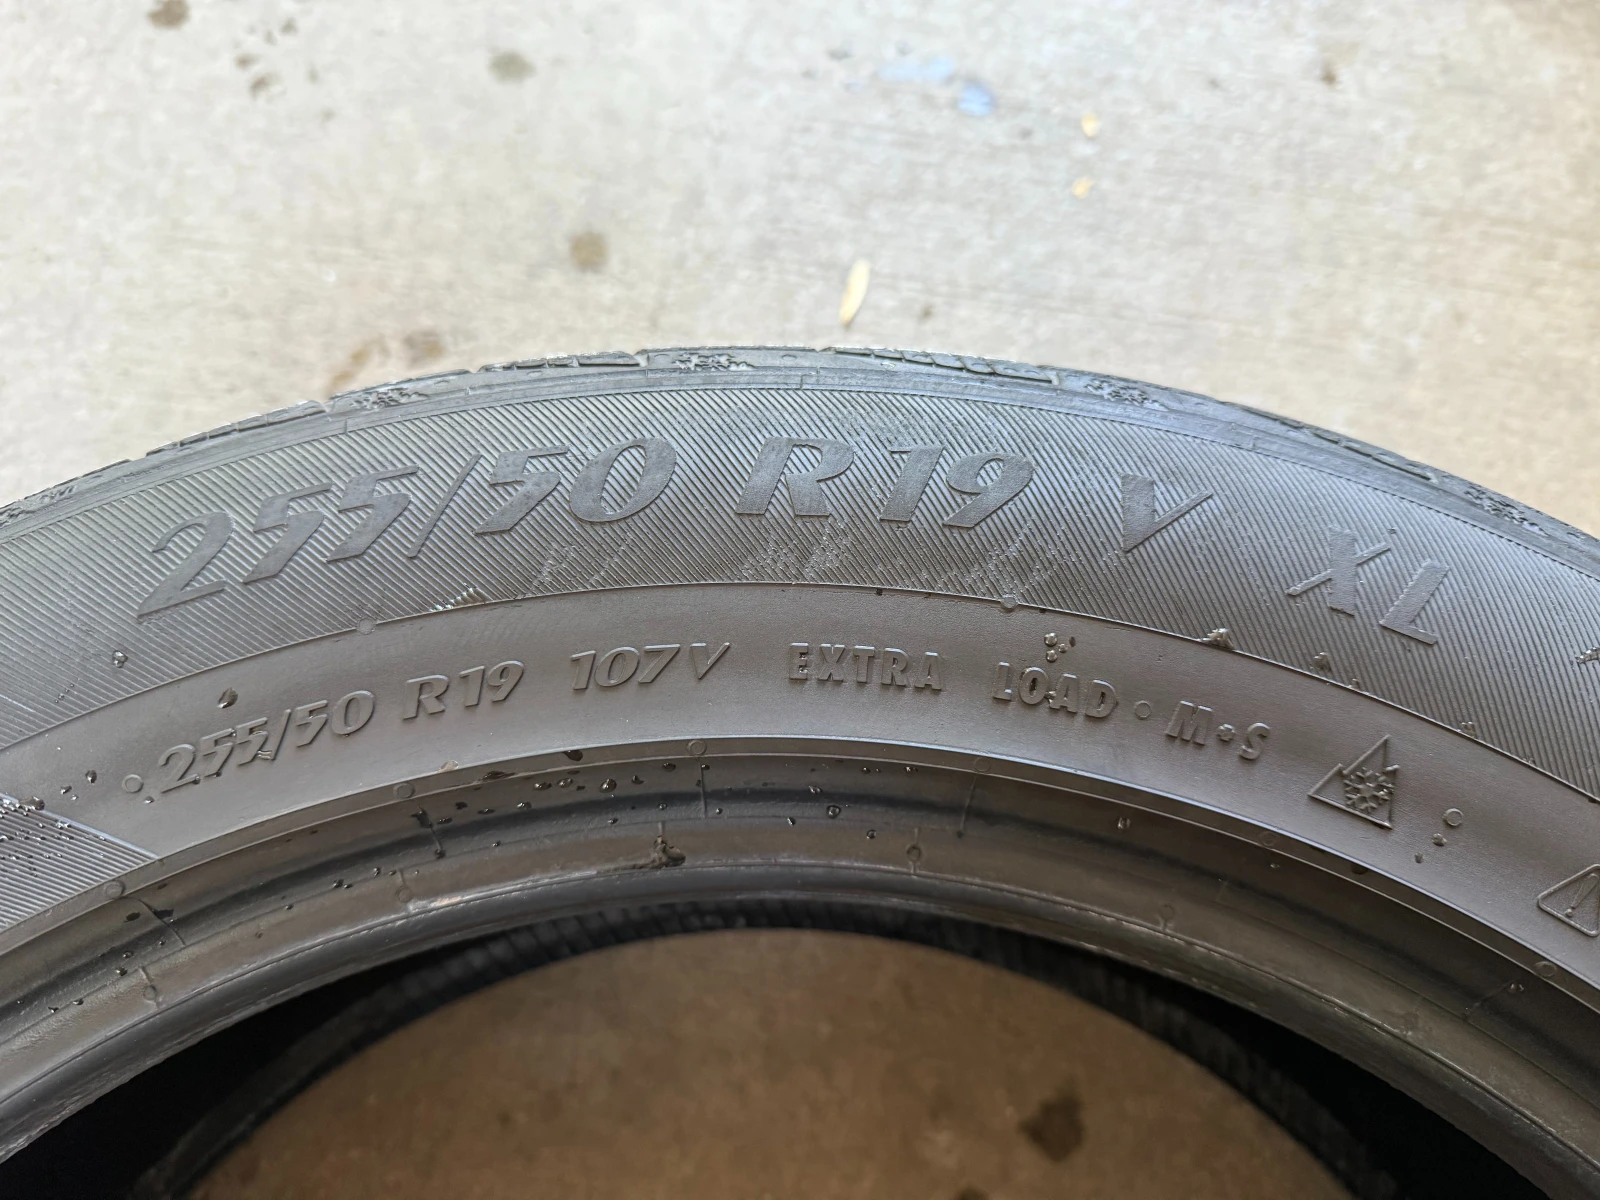 255/50 R19 V XL
255/50 R19 107V EXTRA LOAD • M+S